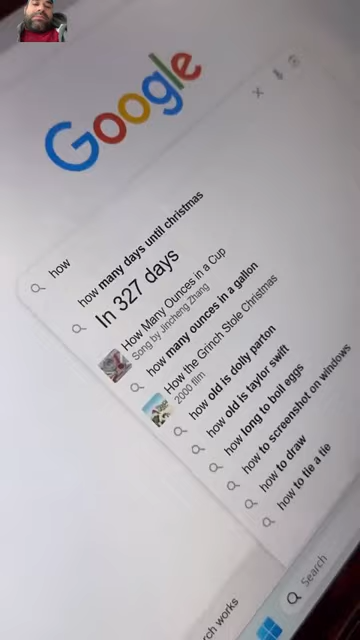 Google
how
how many days until christmas
In 327 days
How Many Ounces in a Cup
Song by Jincheng Zhang
how many ounces in a gallon
How the Grinch Stole Christmas
2000 film
how old is dolly parton
how old is taylor swift
how long to boil eggs
how to screenshot on windows
how to draw
how to tie a tie
rch works
Search